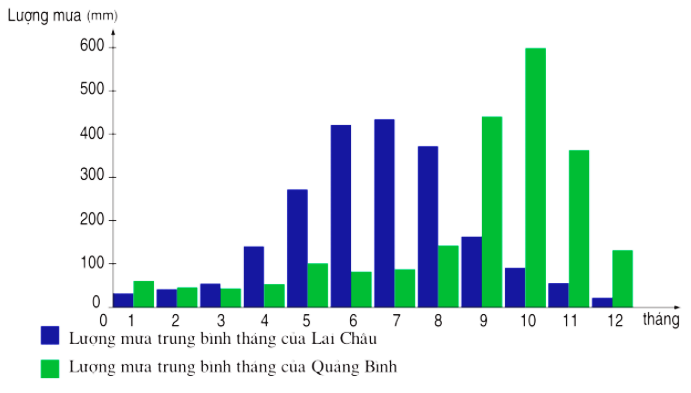 Lượng mưa (mm)
600
500
400
300
200
100
0
0 1 2 3 4 5 6 7 8 9 10 11 12 tháng
Lượng mưa trung bình tháng của Lai Châu
Lượng mưa trung bình tháng của Quảng Bình